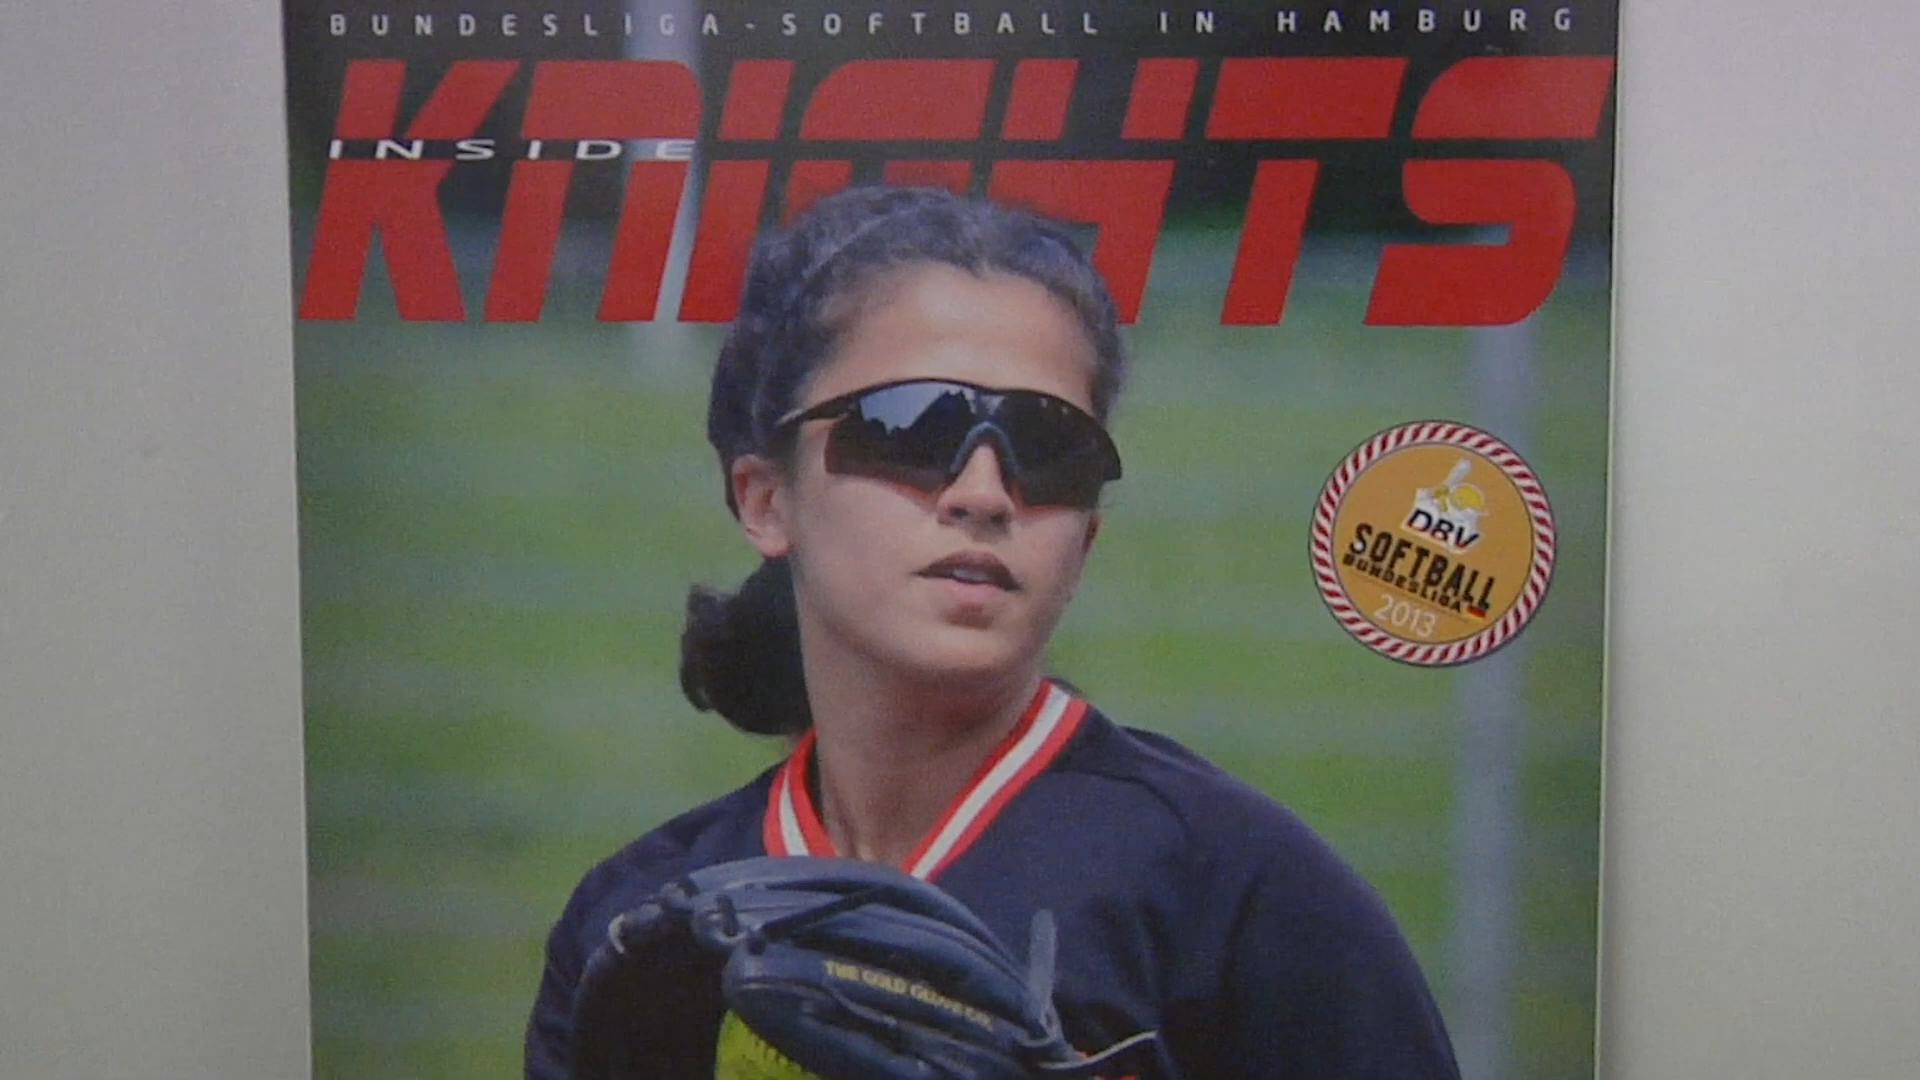 BUNDESLIGA-SOFTBALL IN HAMBURG
KNIGHTS
INSIDE
DBV
SOFTBALL
BUNDESLIGA
2013
THE GOLD GLOVE CO.